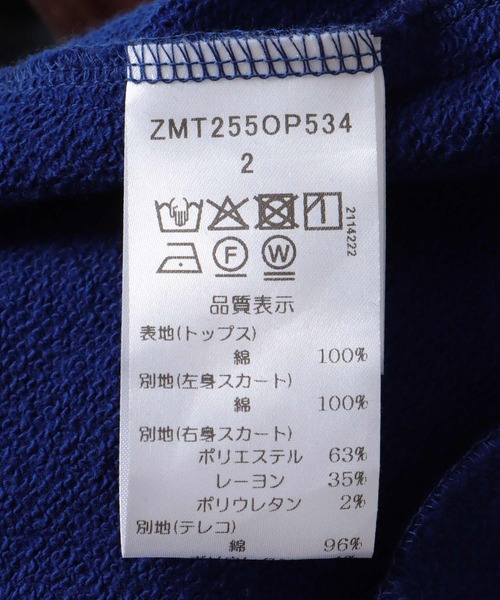 ZMT255OP534
2
2114222
F W
品質表示
表地(トップス)
綿 100%
別地(左身スカート)
綿 100%
別地(右身スカート)
ポリエステル 63%
レーヨン 35%
ポリウレタン 2%
別地(テレコ)
綿 96%